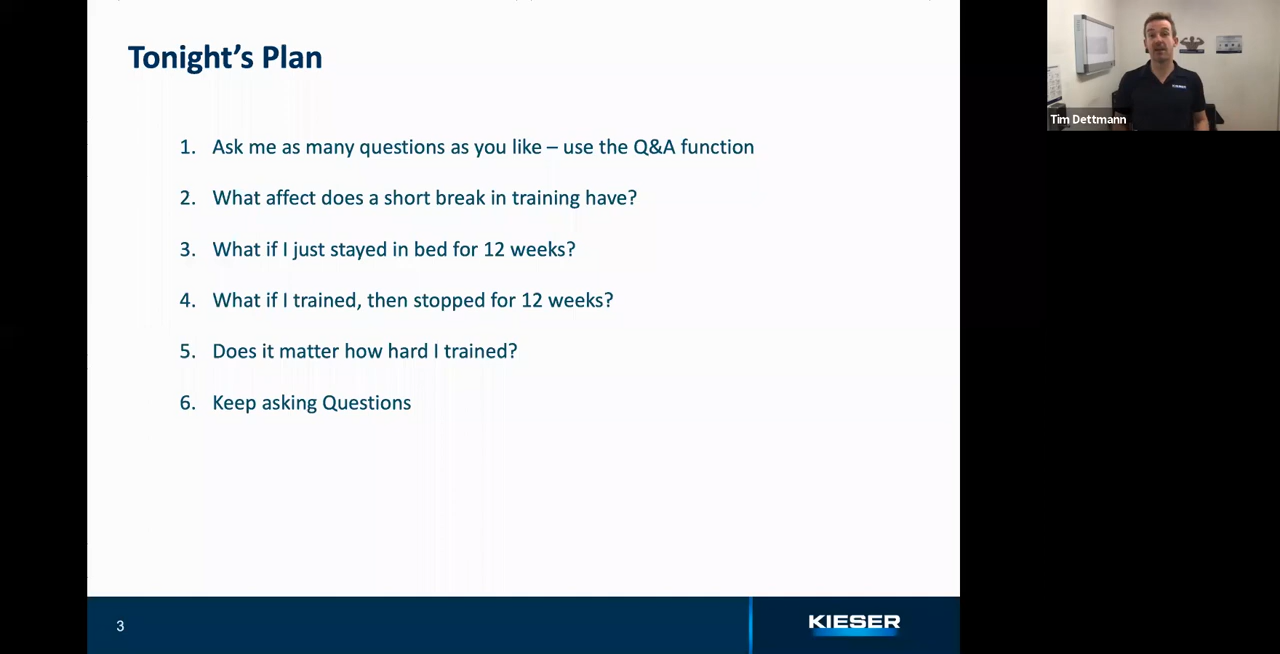 Tonight's Plan
1. Ask me as many questions as you like – use the Q&A function
2. What affect does a short break in training have?
3. What if I just stayed in bed for 12 weeks?
4. What if I trained, then stopped for 12 weeks?
5. Does it matter how hard I trained?
6. Keep asking Questions
3
KIESER
Tim Dettmann